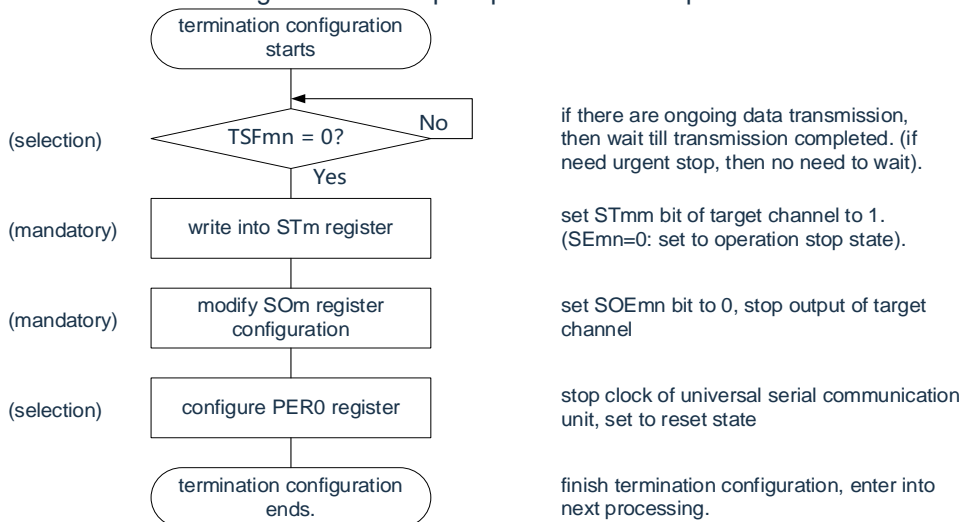 termination configuration
starts
(selection)
TSFmn = 0?
No
if there are ongoing data transmission,
then wait till transmission completed. (if
need urgent stop, then no need to wait).
Yes
(mandatory)
write into STm register
set STmm bit of target channel to 1.
(SEmn=0: set to operation stop state).
(mandatory)
modify SOm register
configuration
set SOEmn bit to 0, stop output of target
channel
(selection)
configure PER0 register
stop clock of universal serial communication
unit, set to reset state
termination configuration
ends.
finish termination configuration, enter into
next processing.